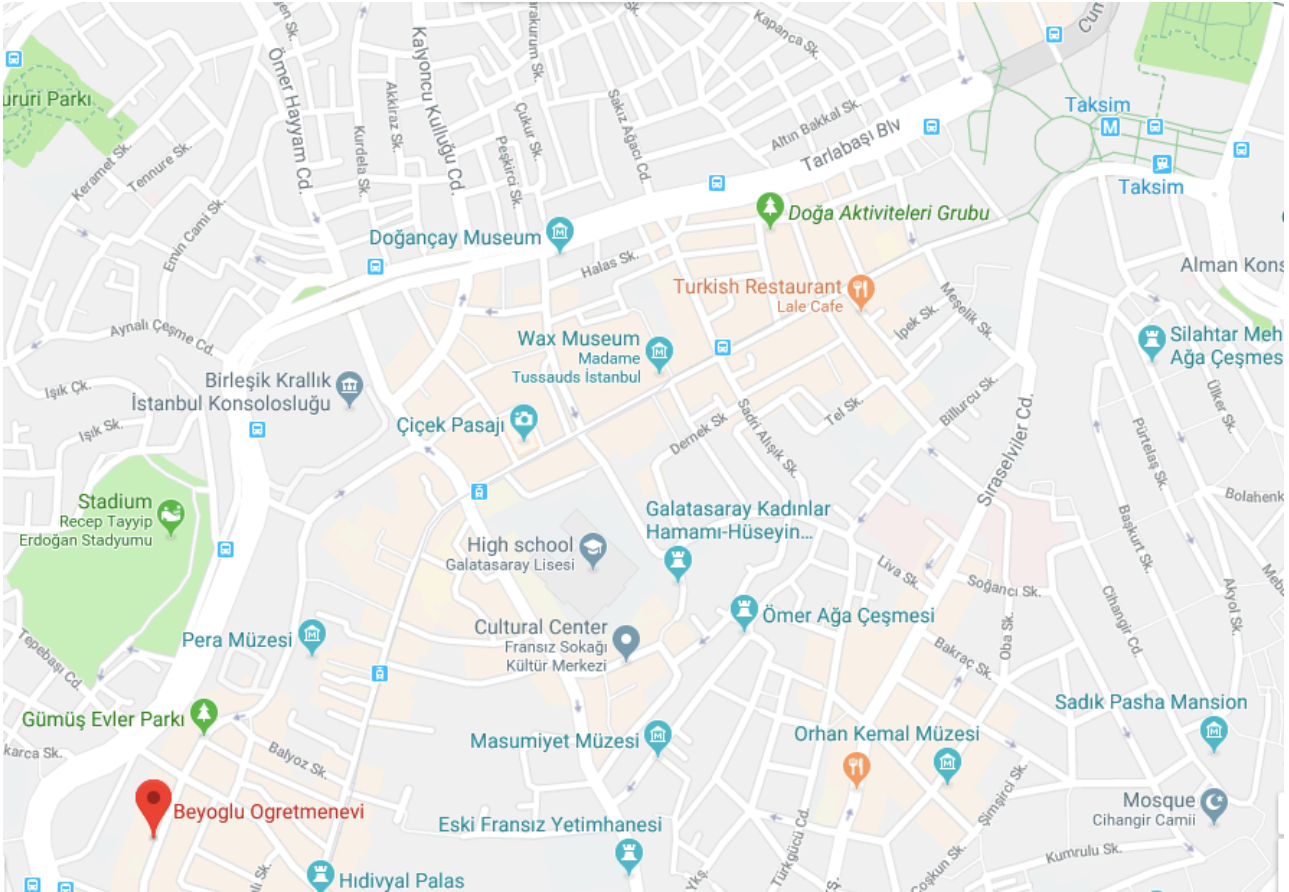 Kapanca Sk.
Ömer Hayyam Cd.
Kalyoncu Kulluğu Cd.
ururi Parkı
Akkiraz Sk.
Kurdela Sk.
Çukur Sk.
Peşkirci Sk.
Sakız Ağacı Cd.
Altın Bakkal Sk.
Tarlabaşı Blv
Taksim
M
Taksim
Keramet Sk.
Tennure Sk.
Emin Cami Sk.
Doğançay Museum
Doğa Aktiviteleri Grubu
Halas Sk.
Turkish Restaurant
Lale Cafe
Meşelik Sk.
İpek Sk.
Alman Kons
Aynalı Çeşme Cd.
Wax Museum
Madame
Tussauds İstanbul
Silahtar Meh
Ağa Çeşmes
Işık Çk.
Birleşik Krallık
İstanbul Konsolosluğu
Işık Sk.
Çiçek Pasajı
Dernek Sk
Sadri Alışık Sk.
Tel Sk.
Billurcu Sk.
Sıraselviler Cd.
Ülker Sk.
Pürtelaş Sk.
Bolahenk
Stadium
Recep Tayyip
Erdoğan Stadyumu
Galatasaray Kadınlar
Hamamı-Hüseyin...
High school
Galatasaray Lisesi
Liva Sk.
Soğancı Sk.
Başkurt Sk.
Cihangir Cd.
Akyol Sk.
Mebu
Oba Sk.
Ömer Ağa Çeşmesi
Cultural Center
Fransız Sokağı
Kültür Merkezi
Bakraç Sk.
Pera Müzesi
Tepebaşı Cd.
Gümüş Evler Parkı
karca Sk.
Balyoz Sk.
Masumiyet Müzesi
Orhan Kemal Müzesi
Sadık Pasha Mansion
Beyoglu Ogretmenevi
Eski Fransız Yetimhanesi
Türkgücü Cd.
Şimşirci Sk.
Mosque
Cihangir Camii
Kumrulu Sk.
Coşkun Sk.
Hıdivyal Palas
Ykş.